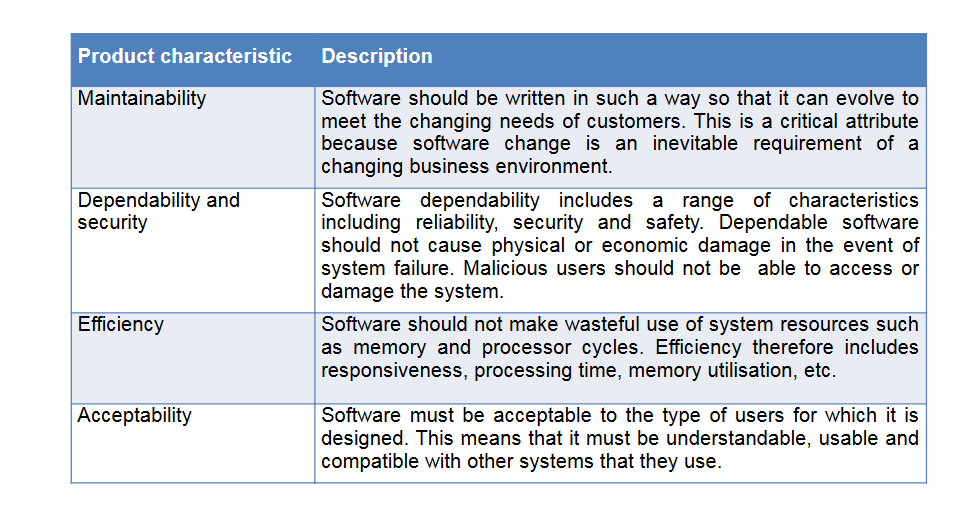 Product characteristic Description
Maintainability
Software should be written in such a way so that it can evolve to
meet the changing needs of customers. This is a critical attribute
because software change is an inevitable requirement of a
changing business environment.
Dependability and
security
Software dependability includes a range of characteristics
including reliability, security and safety. Dependable software
should not cause physical or economic damage in the event of
system failure. Malicious users should not be able to access or
damage the system.
Efficiency
Software should not make wasteful use of system resources such
as memory and processor cycles. Efficiency therefore includes
responsiveness, processing time, memory utilisation, etc.
Acceptability
Software must be acceptable to the type of users for which it is
designed. This means that it must be understandable, usable and
compatible with other systems that they use.